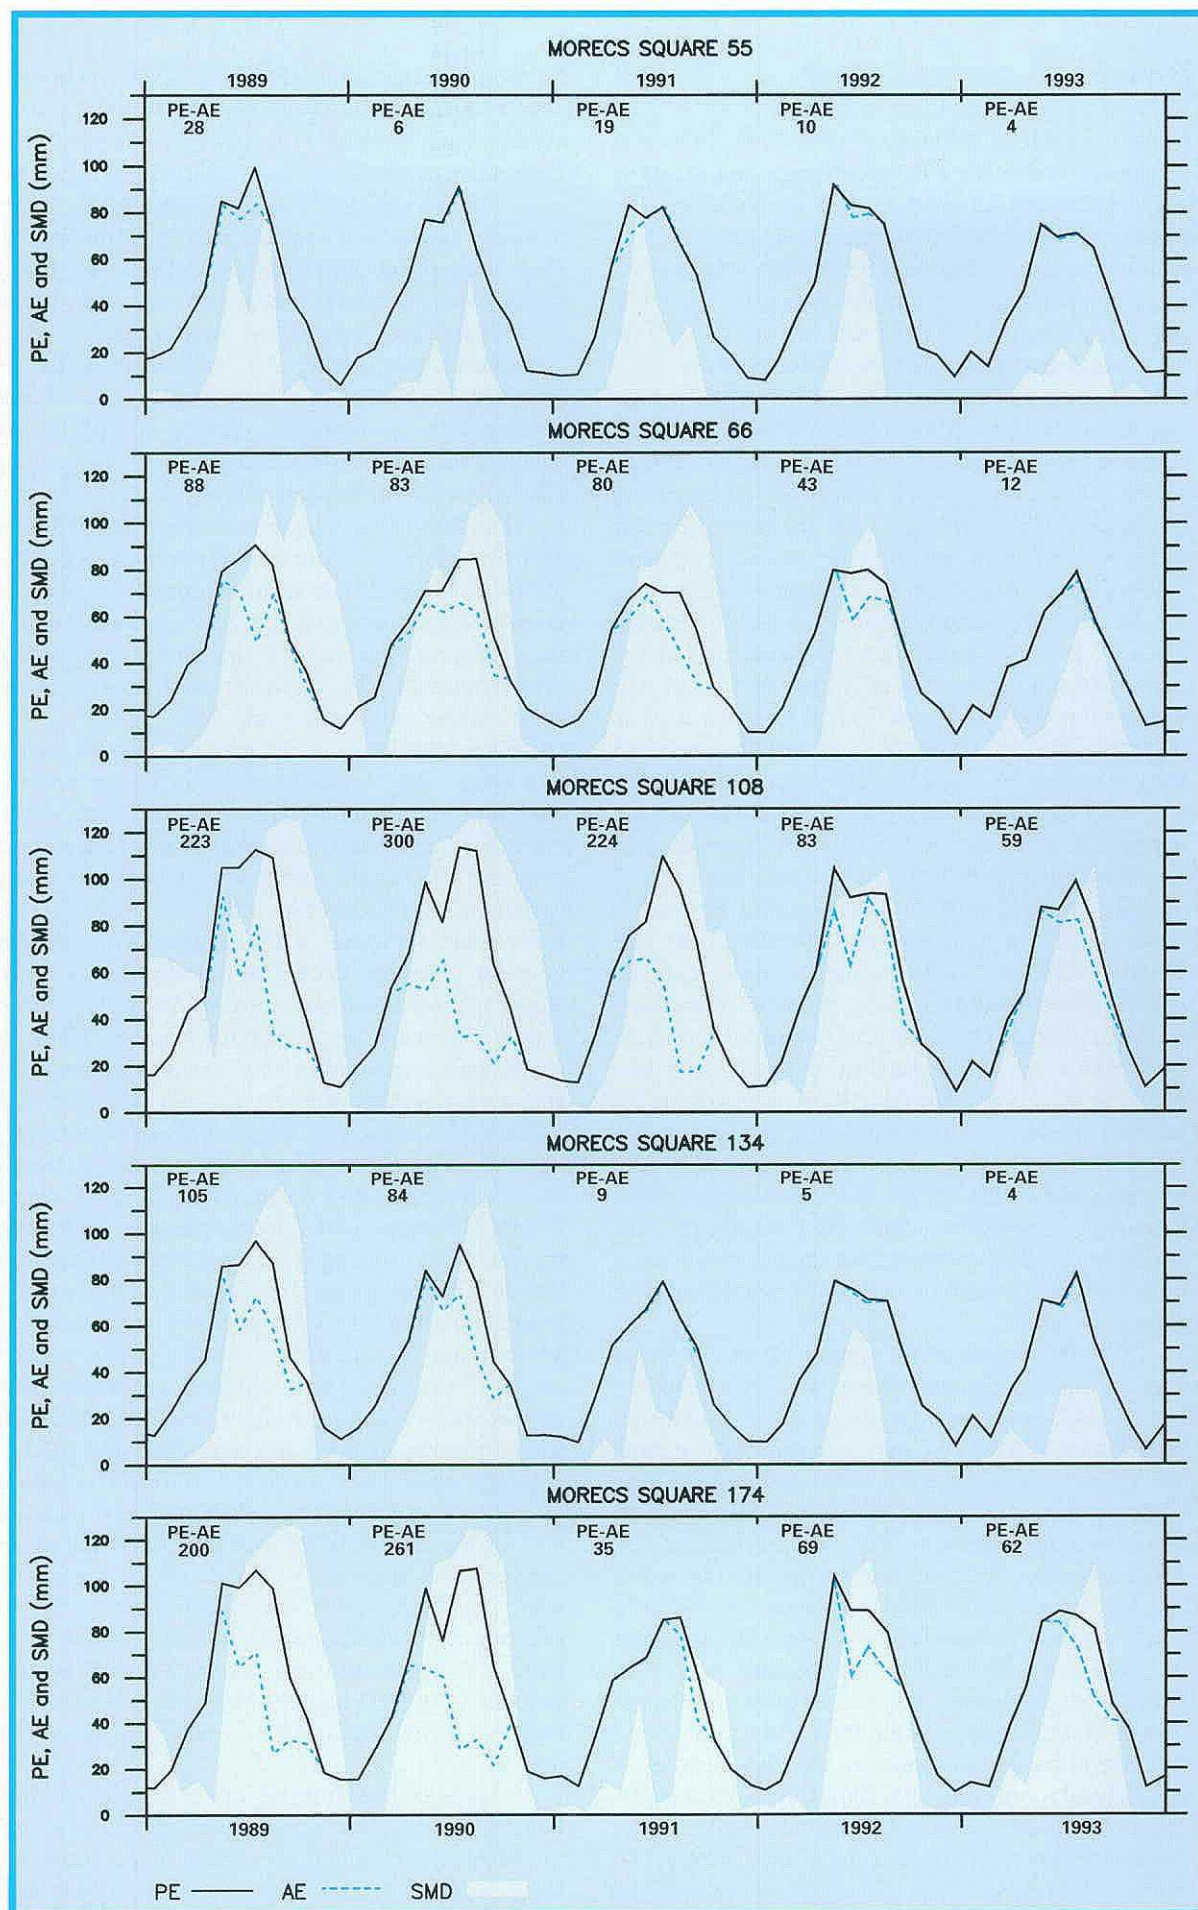 MORECS SQUARE 55
1989 1990 1991 1992 1993
PE-AE PE-AE PE-AE PE-AE PE-AE
28 6 19 10 4
PE, AE and SMD (mm)
120
100
80
60
40
20
0
MORECS SQUARE 66
PE-AE PE-AE PE-AE PE-AE PE-AE
88 83 80 43 12
PE, AE and SMD (mm)
120
100
80
60
40
20
0
MORECS SQUARE 108
PE-AE PE-AE PE-AE PE-AE PE-AE
223 300 224 83 59
PE, AE and SMD (mm)
120
100
80
60
40
20
0
MORECS SQUARE 134
PE-AE PE-AE PE-AE PE-AE PE-AE
105 84 9 5 4
PE, AE and SMD (mm)
120
100
80
60
40
20
0
MORECS SQUARE 174
PE-AE PE-AE PE-AE PE-AE PE-AE
200 261 35 69 62
PE, AE and SMD (mm)
120
100
80
60
40
20
0
1989 1990 1991 1992 1993
PE AE SMD